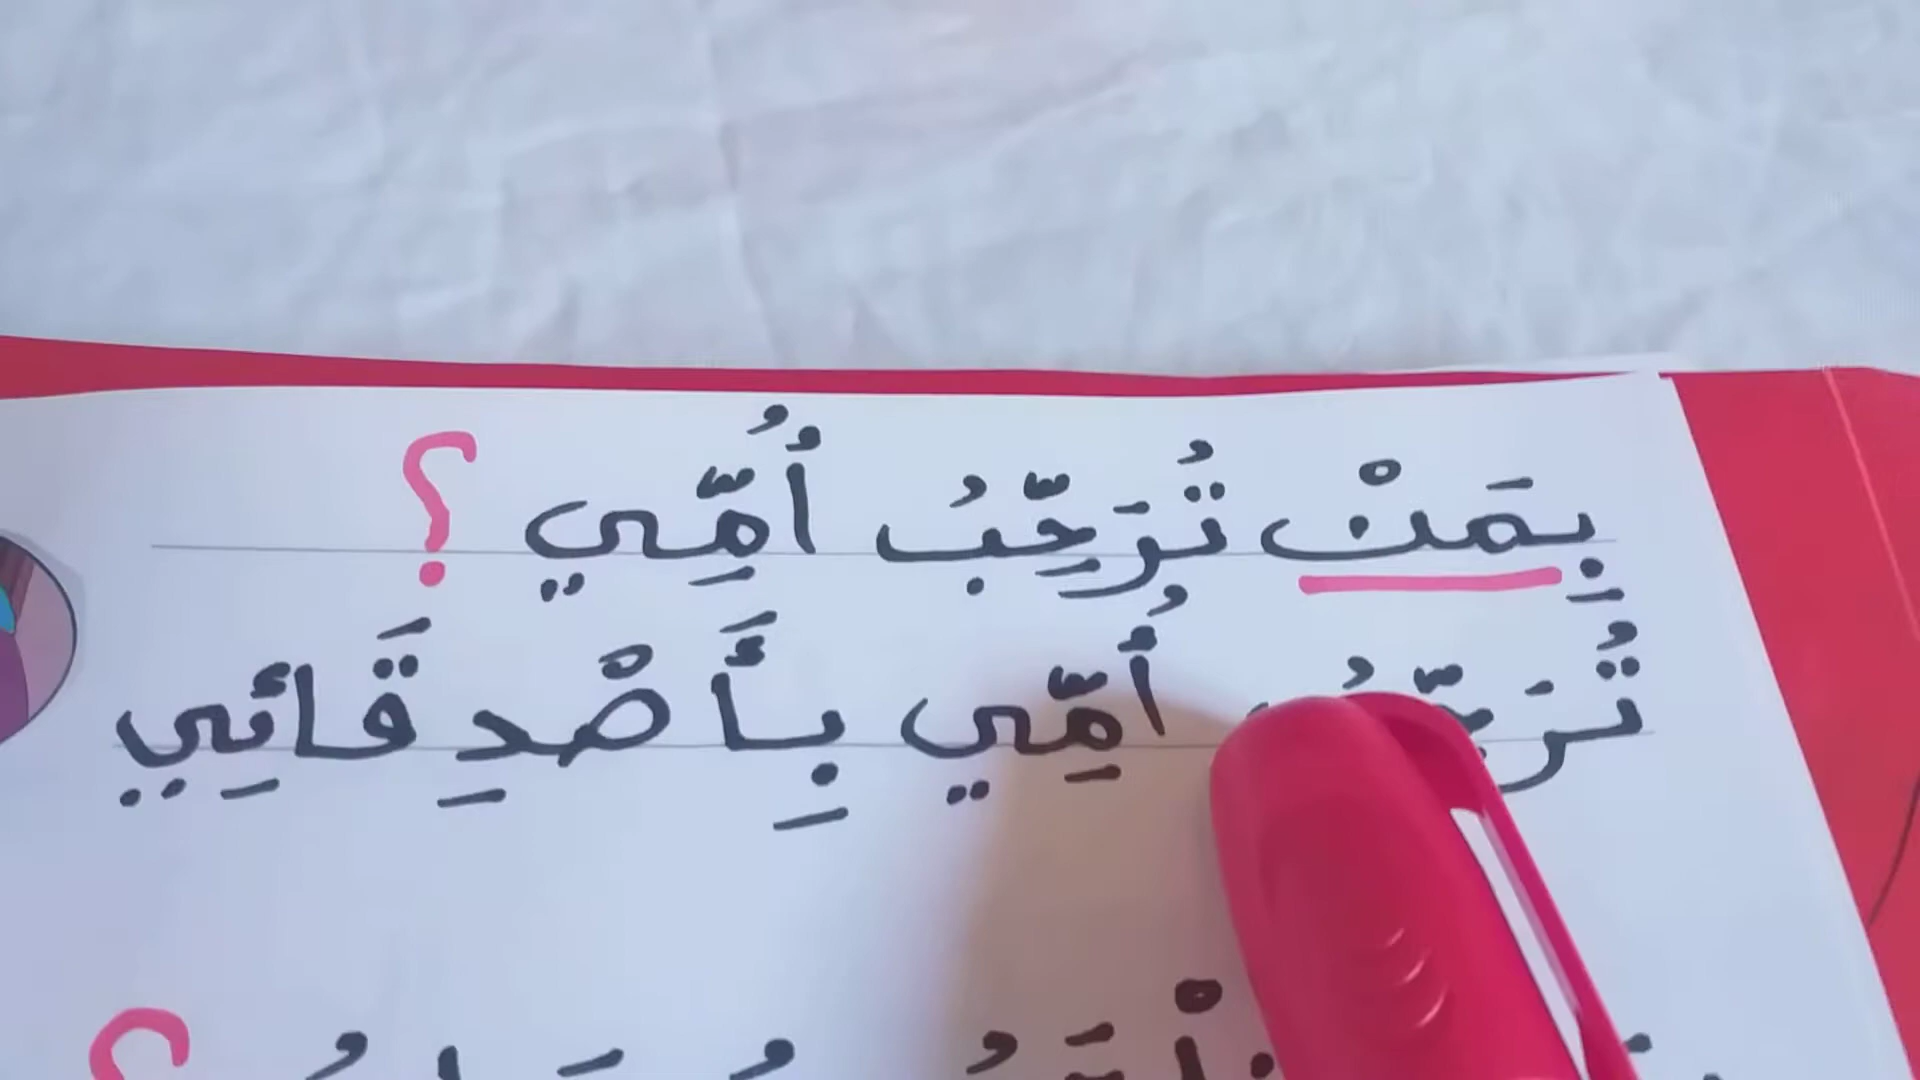 بِمَنْ تُرَحِّبُ أُمِّي ؟
تُرَحِّبُ أُمِّي بِأَصْدِقَائِي
؟